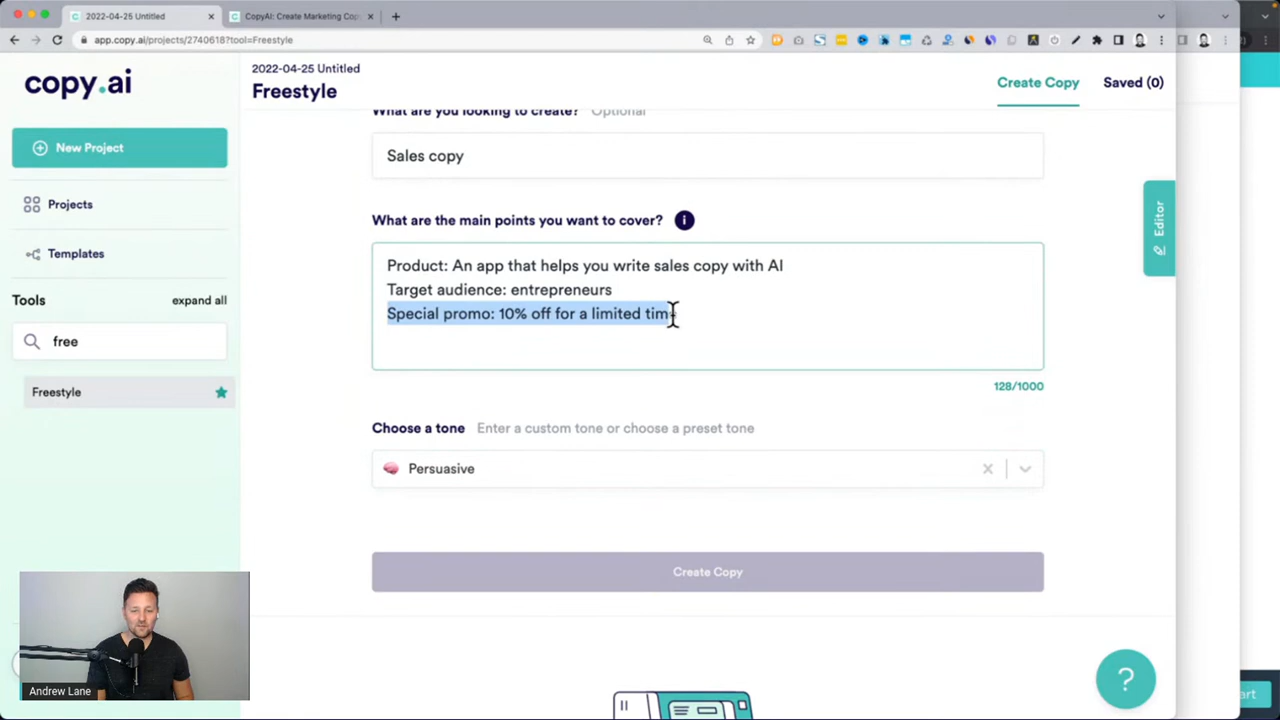 2022-04-25 Untitled
CopyAI: Create Marketing Cop
app.copy.ai/projects/2740618?tool=Freestyle
copy.ai
2022-04-25 Untitled
Freestyle
Create Copy
Saved (0)
New Project
Projects
Templates
Tools
expand all
free
Freestyle
What are you looking to create? Optional
Sales copy
What are the main points you want to cover?
Product: An app that helps you write sales copy with AI
Target audience: entrepreneurs
Special promo: 10% off for a limited tim
128/1000
Choose a tone Enter a custom tone or choose a preset tone
Persuasive
Create Copy
Editor
?
Andrew Lane